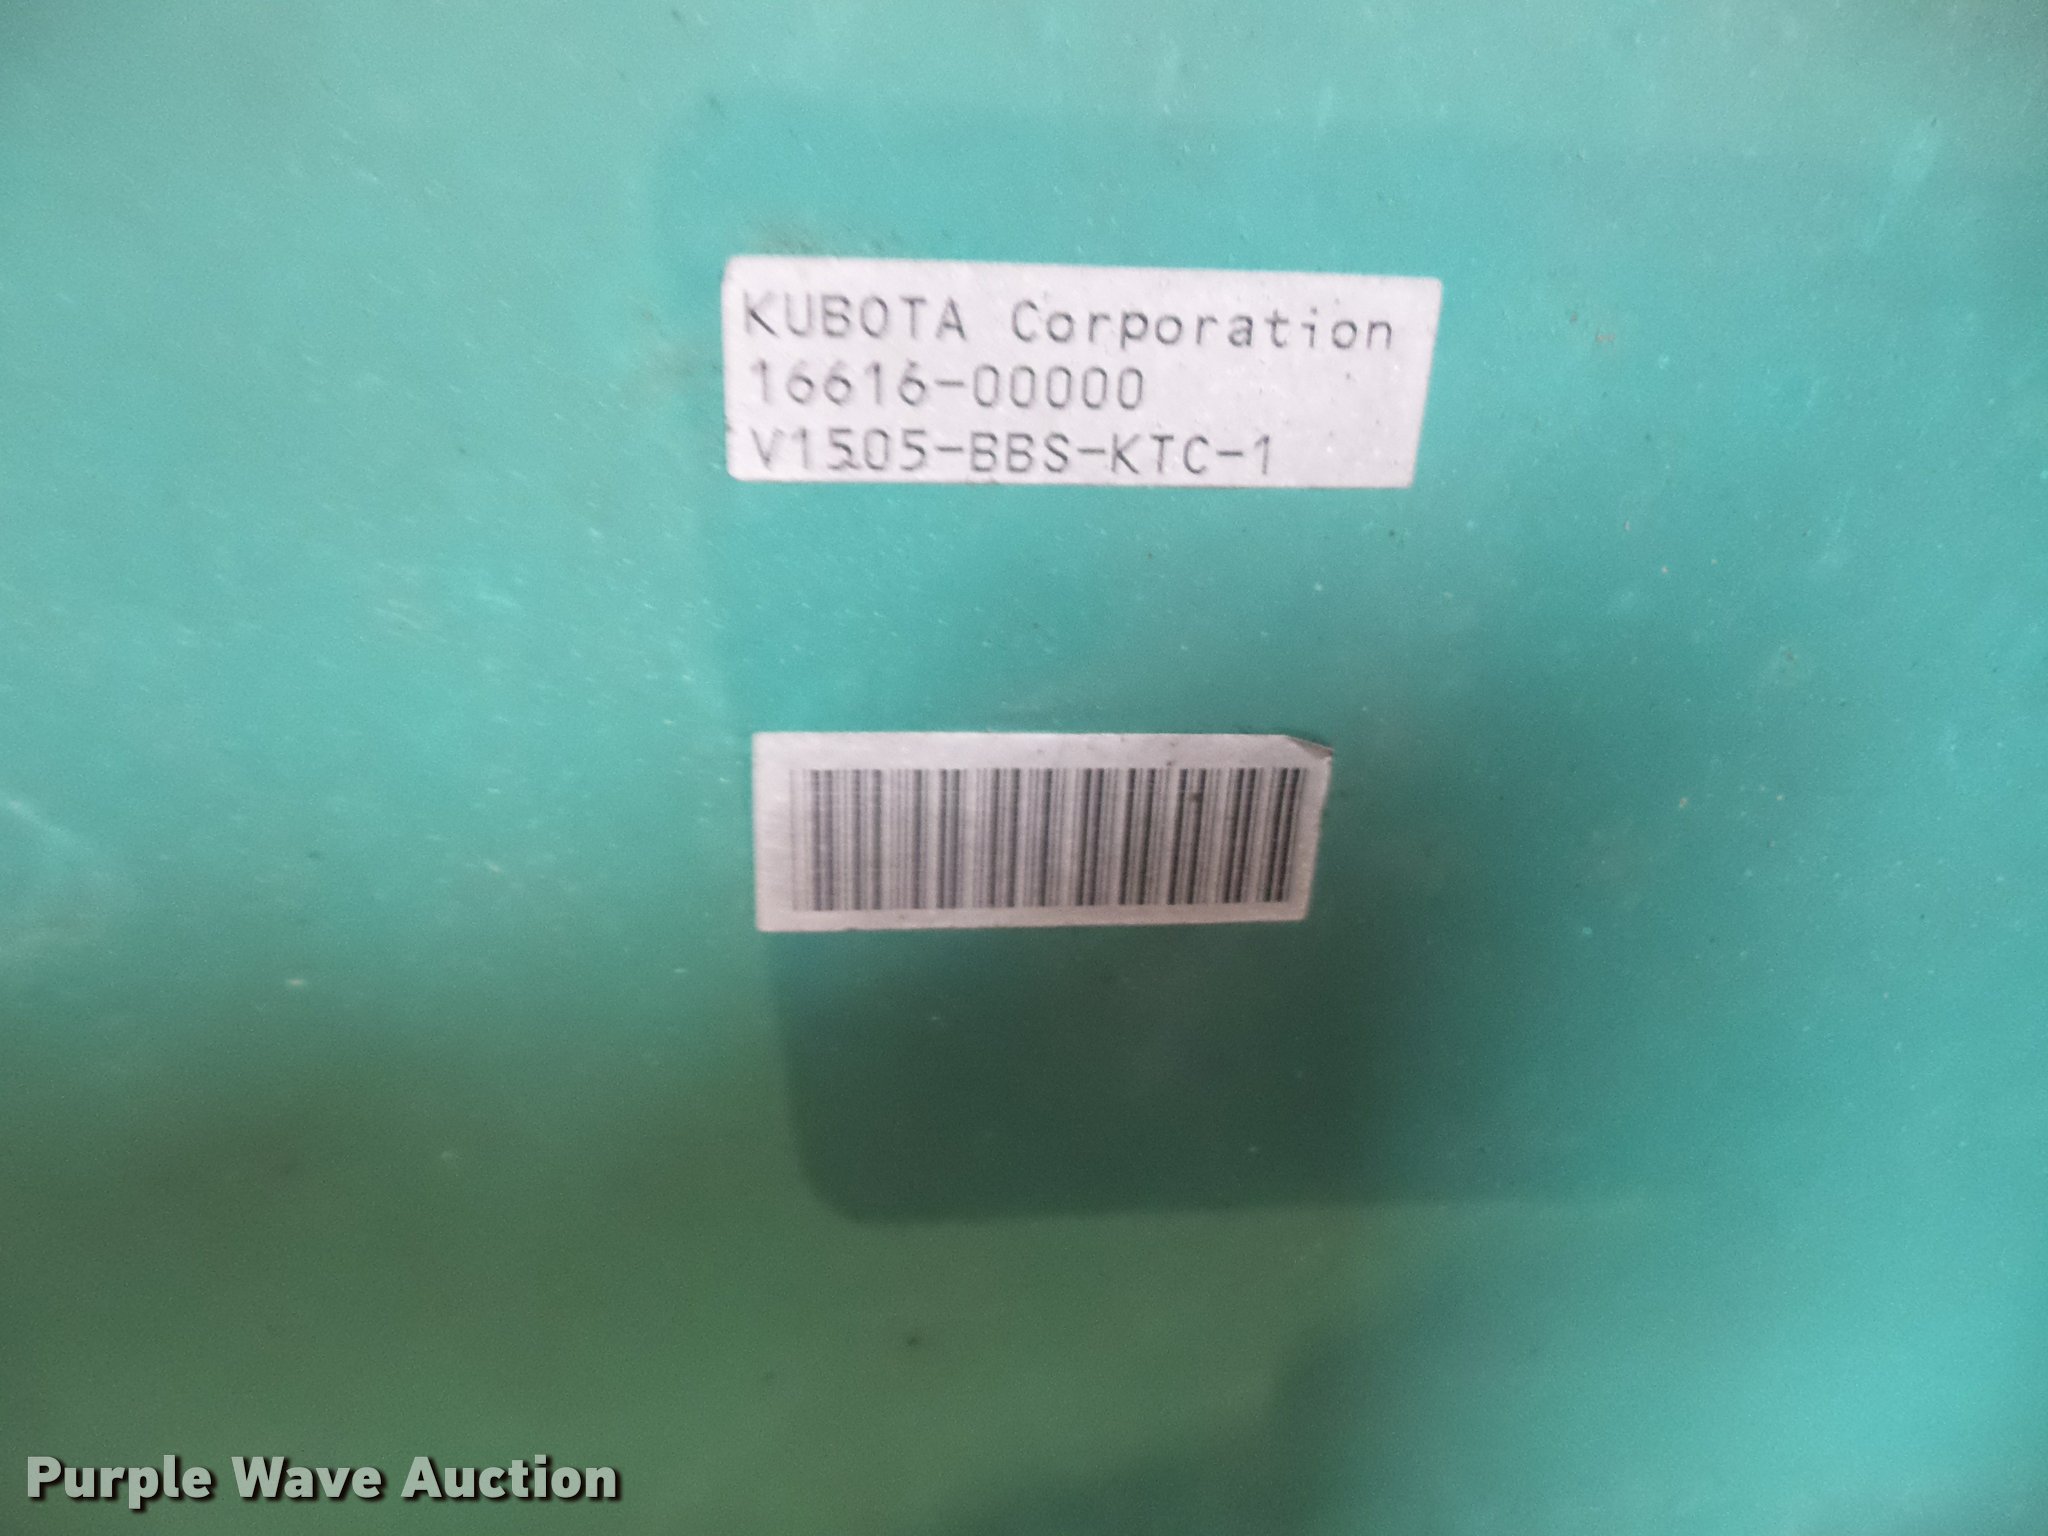 KUBOTA Corporation
16616-00000
V1505-BBS-KTC-1
Purple Wave Auction